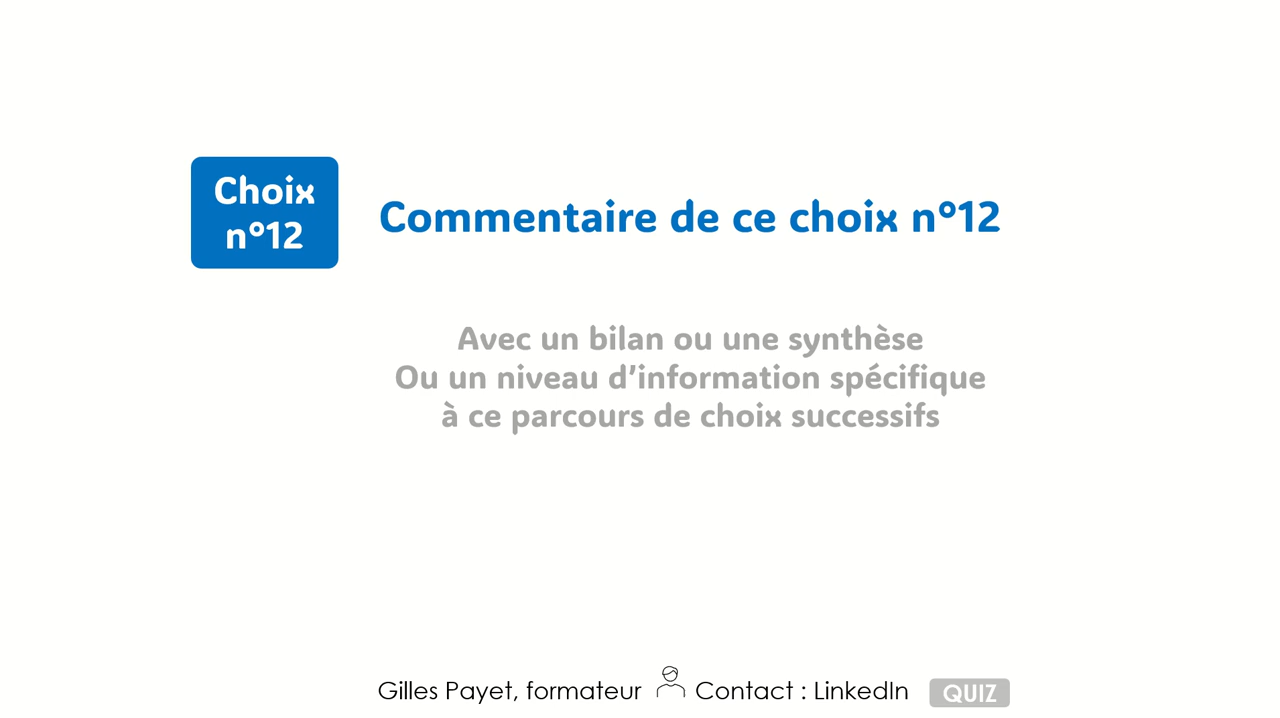 Choix
n°12
Commentaire de ce choix n°12
Avec un bilan ou une synthèse
Ou un niveau d'information spécifique
à ce parcours de choix successifs
Gilles Payet, formateur Contact : LinkedIn QUIZ